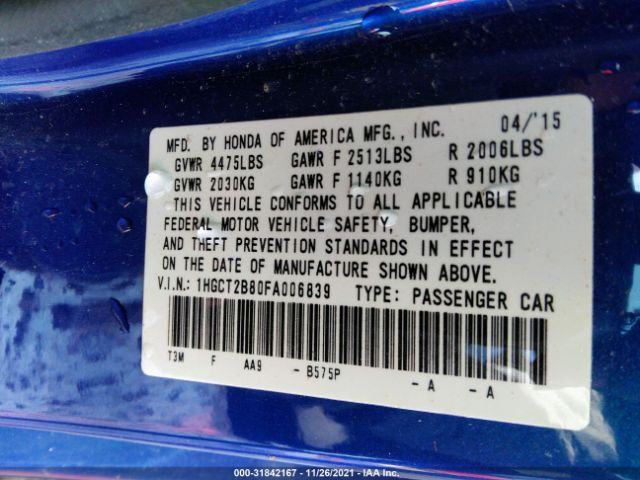 MFD. BY HONDA OF AMERICA MFG., INC. 04/'15
GVWR 4475LBS GAWR F 2513LBS R 2006LBS
GVWR 2030KG GAWR F 1140KG R 910KG
THIS VEHICLE CONFORMS TO ALL APPLICABLE
FEDERAL MOTOR VEHICLE SAFETY, BUMPER,
AND THEFT PREVENTION STANDARDS IN EFFECT
ON THE DATE OF MANUFACTURE SHOWN ABOVE.
V.I.N.: 1HGCT2B80FA006839 TYPE: PASSENGER CAR
T3M F AA9 - B575P - A - A
000-31842167 - 11/26/2021 - IAA Inc.